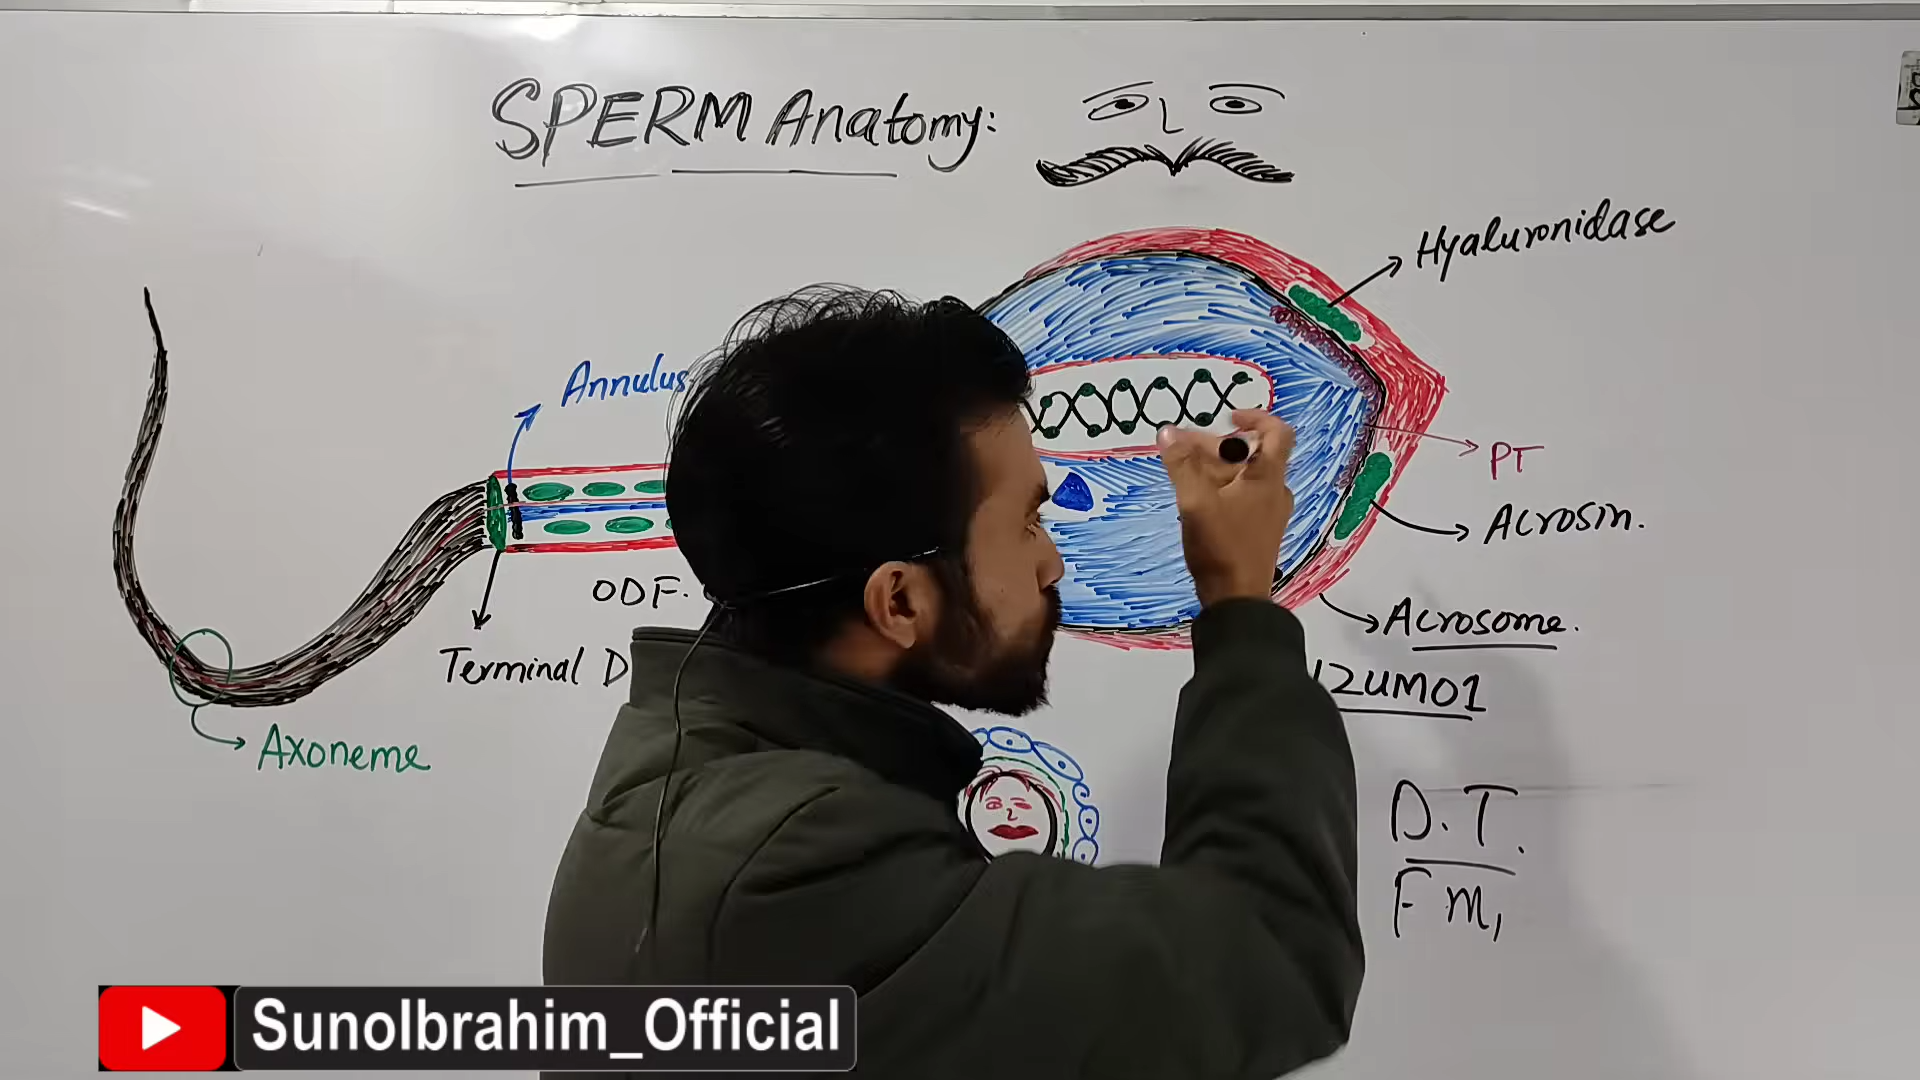 SPERM Anatomy:
Hyaluronidase
Annulus
PT
Acrosin.
ODF.
Acrosome.
Terminal D
IZUMO1
Axoneme
D.T.
F M,
SunoIbrahim_Official